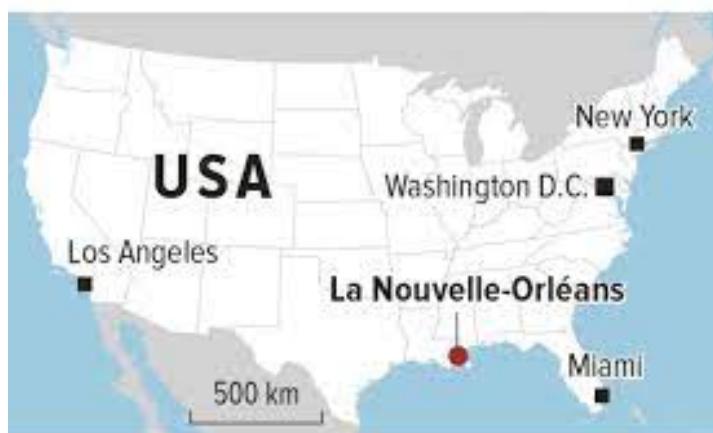 New York
USA
Washington D.C.
Los Angeles
La Nouvelle-Orléans
Miami
500 km